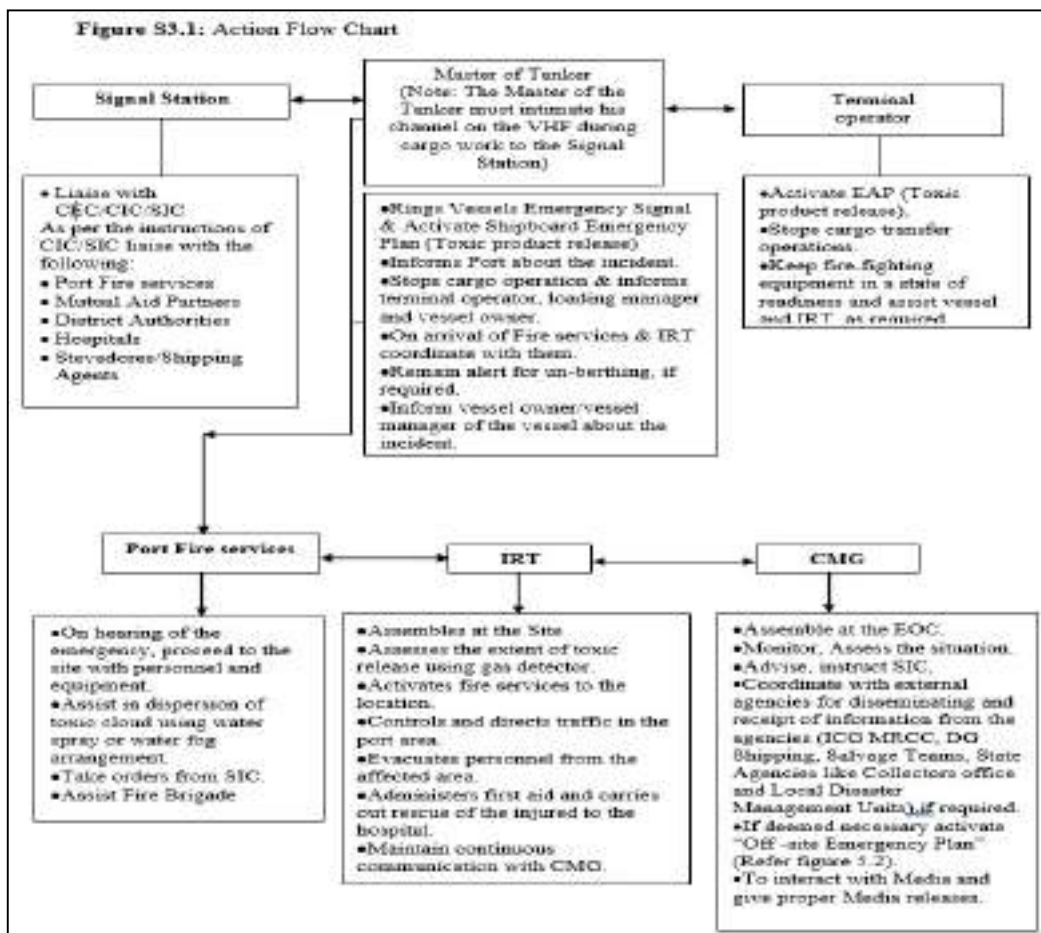 Figure S3.1: Action Flow Chart
Signal Station
Master of Tanker
(Note: The Master of the
Tanker must intimate his
channel on the VHF during
cargo work to the Signal
Station)
Terminal
operator
• Liaise with
CEC/CIC/SIC
As per the instructions of
CIC/SIC liaise with the
following:
• Port Fire services
• Mutual Aid Partners
• District Authorities
• Hospitals
• Stevedores/Shipping
Agents
•Rings Vessels Emergency Signal
& Activate Shipboard Emergency
Plan (Toxic product release)
•Informs Port about the incident.
•Stops cargo operation & informs
terminal operator, loading manager
and vessel owner.
•On arrival of Fire services & IRT
coordinate with them.
•Remain alert for un-berthing, if
required.
•Inform vessel owner/vessel
manager of the vessel about the
incident.
•Activate EAP (Toxic
product release).
•Stops cargo transfer
operations.
•Keep fire-fighting
equipment in a state of
readiness and assist vessel
and IRT, as required
Port Fire services
IRT
CMG
•On hearing of the
emergency, proceed to the
site with personnel and
equipment.
•Assist in dispersion of
toxic cloud using water
spray or water fog
arrangement.
•Take orders from SIC.
•Assist Fire Brigade
•Assembles at the Site
•Assesses the extent of toxic
release using gas detector.
•Activates fire services to the
location.
•Controls and directs traffic in the
port area.
•Evacuates personnel from the
affected area.
•Administers first aid and carries
out rescue of the injured to the
hospital.
•Maintain continuous
communication with CMG.
•Assemble at the EOC.
•Monitor, Assess the situation.
•Advise, instruct SIC.
•Coordinate with external
agencies for disseminating and
receipt of information from the
agencies (ICG MRCC, DG
Shipping, Salvage Teams, State
Agencies like Collectors office
and Local Disaster
Management Units),if required.
•If deemed necessary activate
"Off -site Emergency Plan"
(Refer figure 5.2).
•To interact with Media and
give proper Media releases.